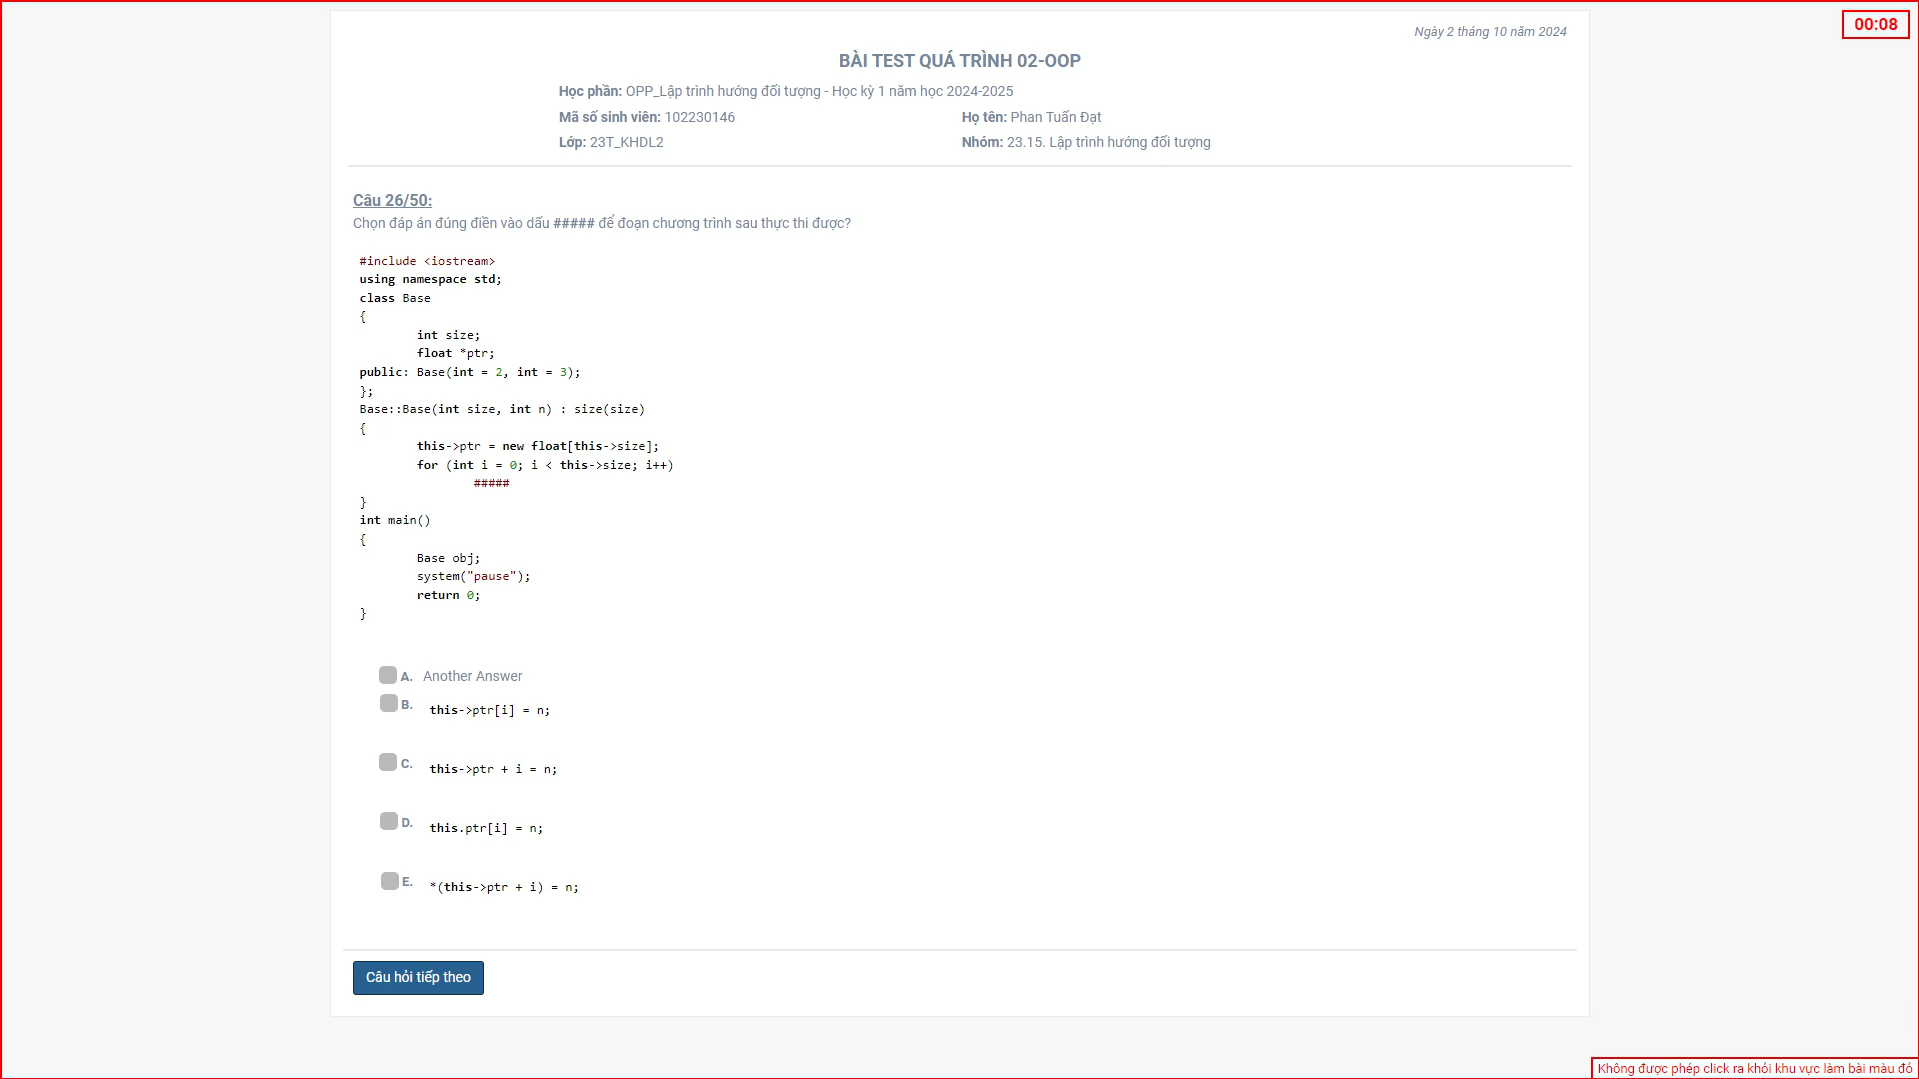 00:08
Ngày 2 tháng 10 năm 2024
BÀI TEST QUÁ TRÌNH 02-OOP
Học phần: OPP_Lập trình hướng đối tượng - Học kỳ 1 năm học 2024-2025
Mã số sinh viên: 102230146 Họ tên: Phan Tuấn Đạt
Lớp: 23T_KHDL2 Nhóm: 23.15. Lập trình hướng đối tượng
Câu 26/50:
Chọn đáp án đúng điền vào dấu ##### để đoạn chương trình sau thực thi được?
#include <iostream>
using namespace std;
class Base
{
        int size;
        float *ptr;
public: Base(int = 2, int = 3);
};
Base::Base(int size, int n) : size(size)
{
        this->ptr = new float[this->size];
        for (int i = 0; i < this->size; i++)
                #####
}
int main()
{
        Base obj;
        system("pause");
        return 0;
}
A. Another Answer
B. this->ptr[i] = n;
C. this->ptr + i = n;
D. this.ptr[i] = n;
E. *(this->ptr + i) = n;
Câu hỏi tiếp theo
Không được phép click ra khỏi khu vực làm bài màu đỏ